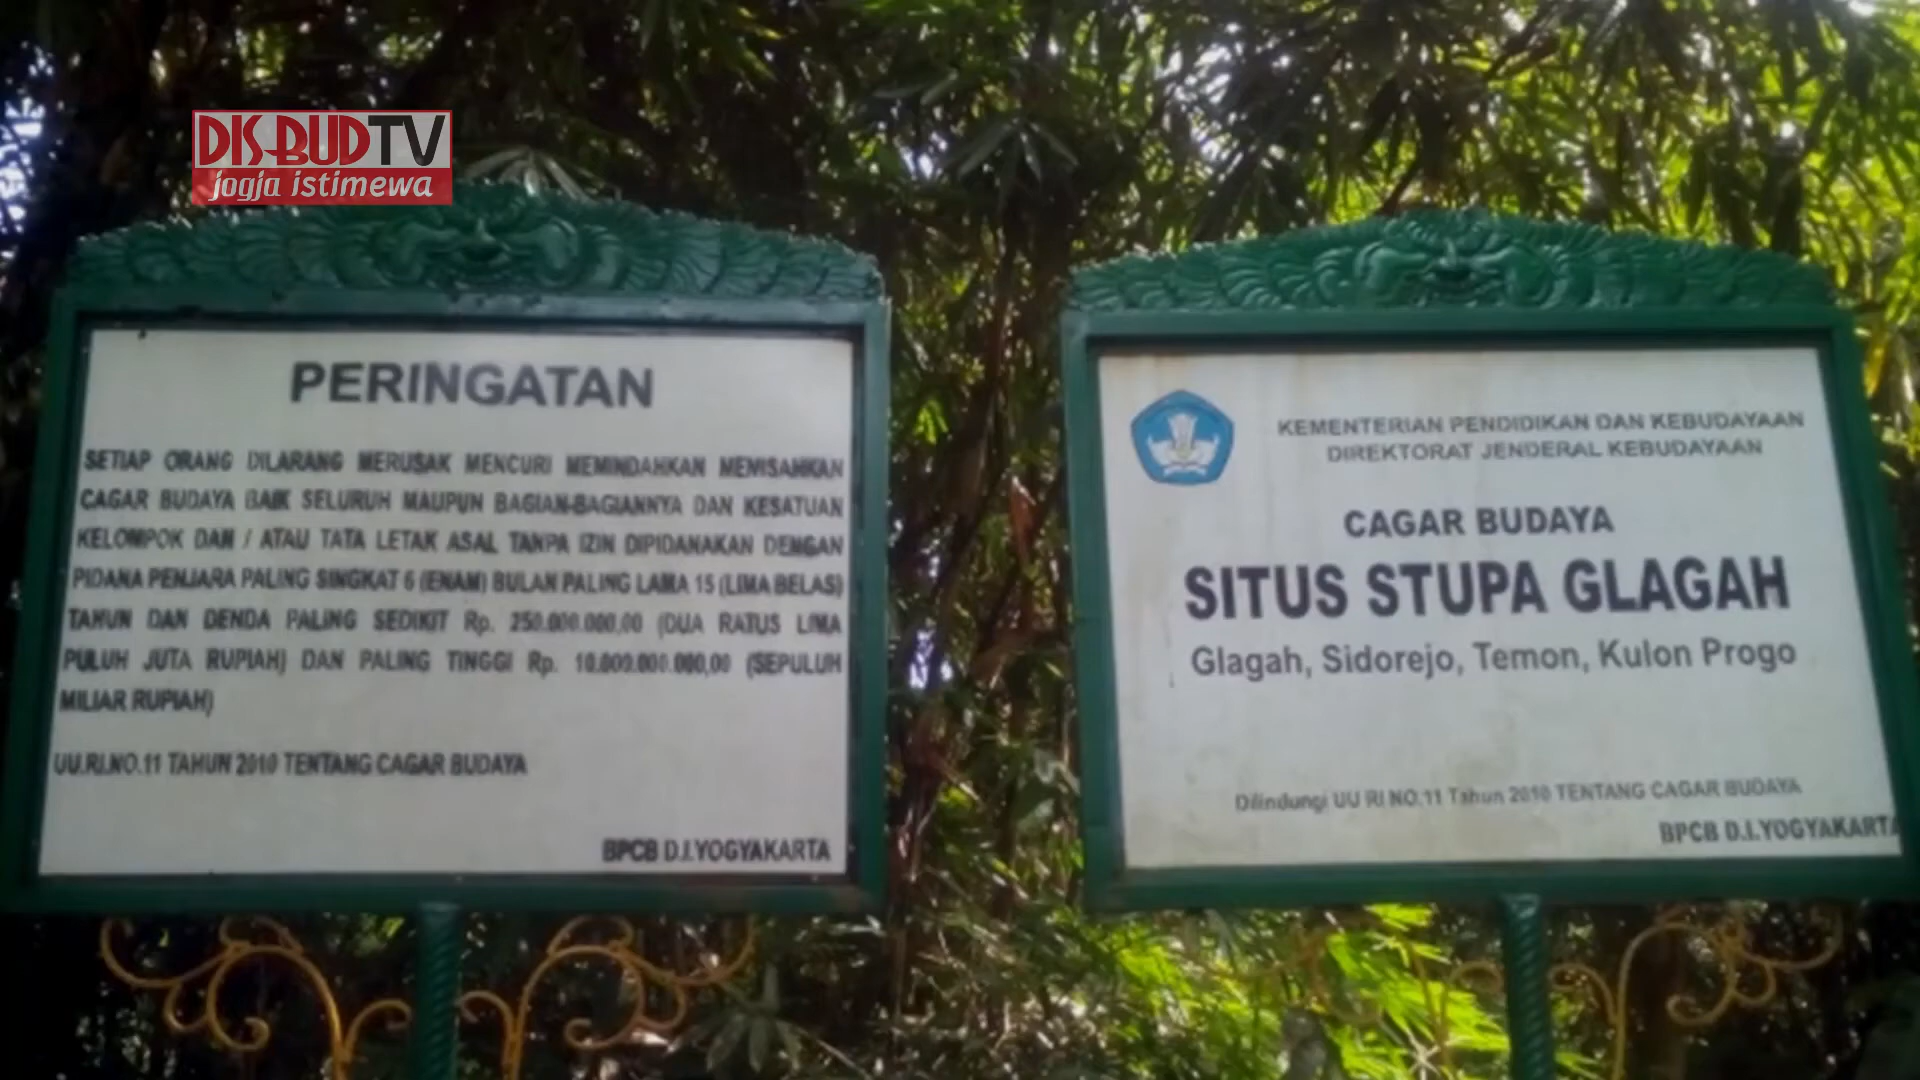 DISBUDTV
jogja istimewa
PERINGATAN
SETIAP ORANG DILARANG MERUSAK MENCURI MEMINDAHKAN MEMISAHKAN
CAGAR BUDAYA BAIK SELURUH MAUPUN BAGIAN-BAGIANNYA DAN KESATUAN
KELOMPOK DAN / ATAU TATA LETAK ASAL TANPA IZIN DIPIDANAKAN DENGAN
PIDANA PENJARA PALING SINGKAT 6 (ENAM) BULAN PALING LAMA 15 (LIMA BELAS)
TAHUN DAN DENDA PALING SEDIKIT Rp. 250.000.000,00 (DUA RATUS LIMA
PULUH JUTA RUPIAH) DAN PALING TINGGI Rp. 10.000.000.000,00 (SEPULUH
MILIAR RUPIAH)
UU.RI.NO.11 TAHUN 2010 TENTANG CAGAR BUDAYA
BPCB D.I.YOGYAKARTA
KEMENTERIAN PENDIDIKAN DAN KEBUDAYAAN
DIREKTORAT JENDERAL KEBUDAYAAN
CAGAR BUDAYA
SITUS STUPA GLAGAH
Glagah, Sidorejo, Temon, Kulon Progo
Dilindungi UU RI NO.11 Tahun 2010 TENTANG CAGAR BUDAYA
BPCB D.I.YOGYAKARTA